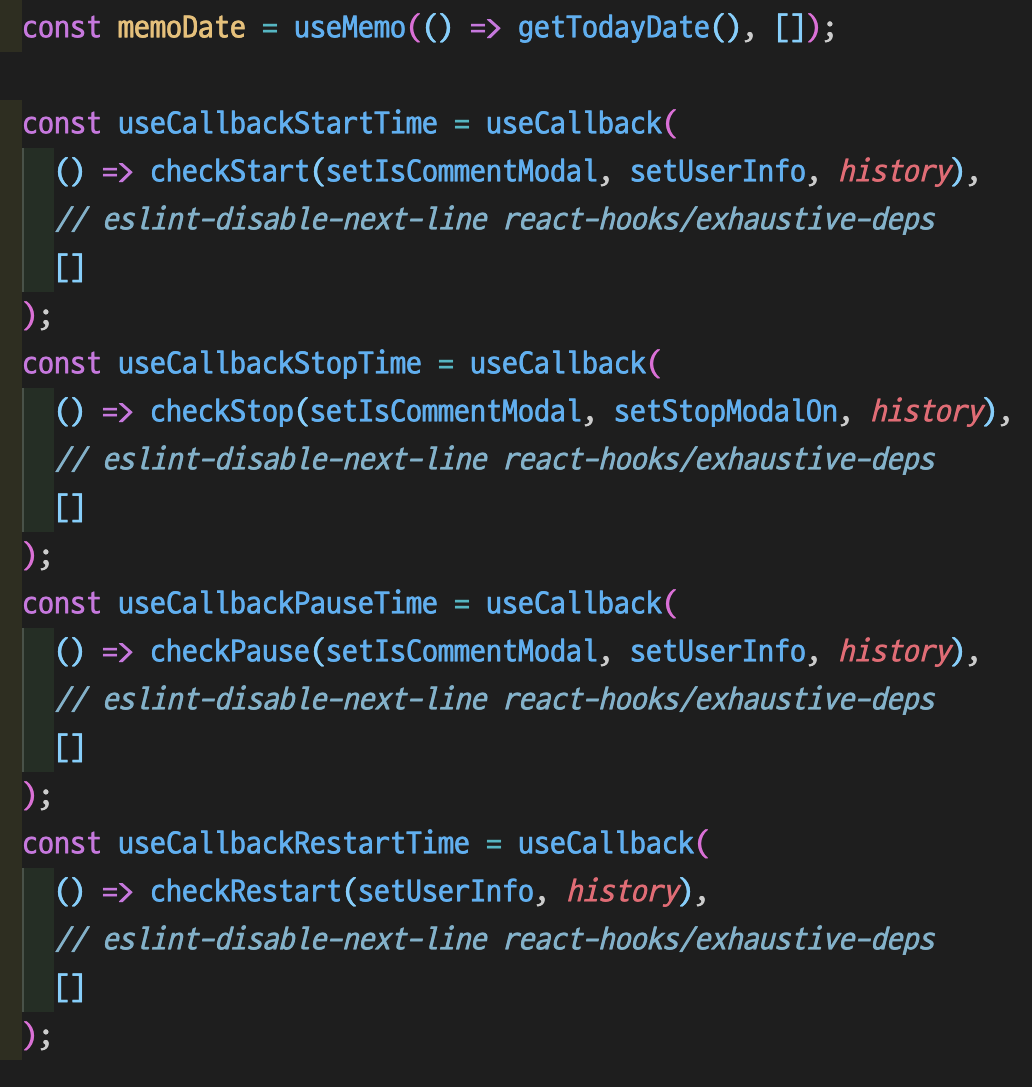 const memoDate = useMemo(() => getTodayDate(), []);
const useCallbackStartTime = useCallback(
() => checkStart(setIsCommentModal, setUserInfo, history),
// eslint-disable-next-line react-hooks/exhaustive-deps
[]
);
const useCallbackStopTime = useCallback(
() => checkStop(setIsCommentModal, setStopModalOn, history),
// eslint-disable-next-line react-hooks/exhaustive-deps
[]
);
const useCallbackPauseTime = useCallback(
() => checkPause(setIsCommentModal, setUserInfo, history),
// eslint-disable-next-line react-hooks/exhaustive-deps
[]
);
const useCallbackRestartTime = useCallback(
() => checkRestart(setUserInfo, history),
// eslint-disable-next-line react-hooks/exhaustive-deps
[]
);